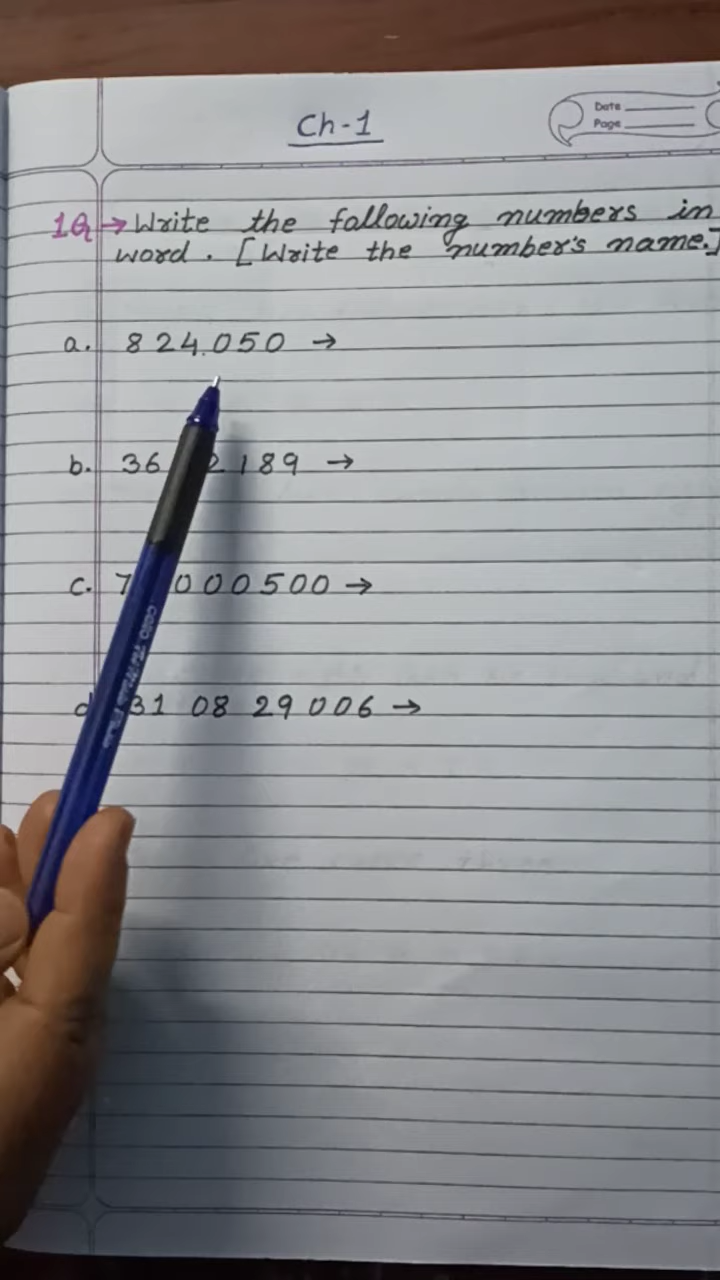 Ch-1
Date
Page
1Q → Write the following numbers in
word. [Write the number's name.]
a. 824.050 →
b. 36 2189 →
c. 7 000500 →
d 31 08 29006 →